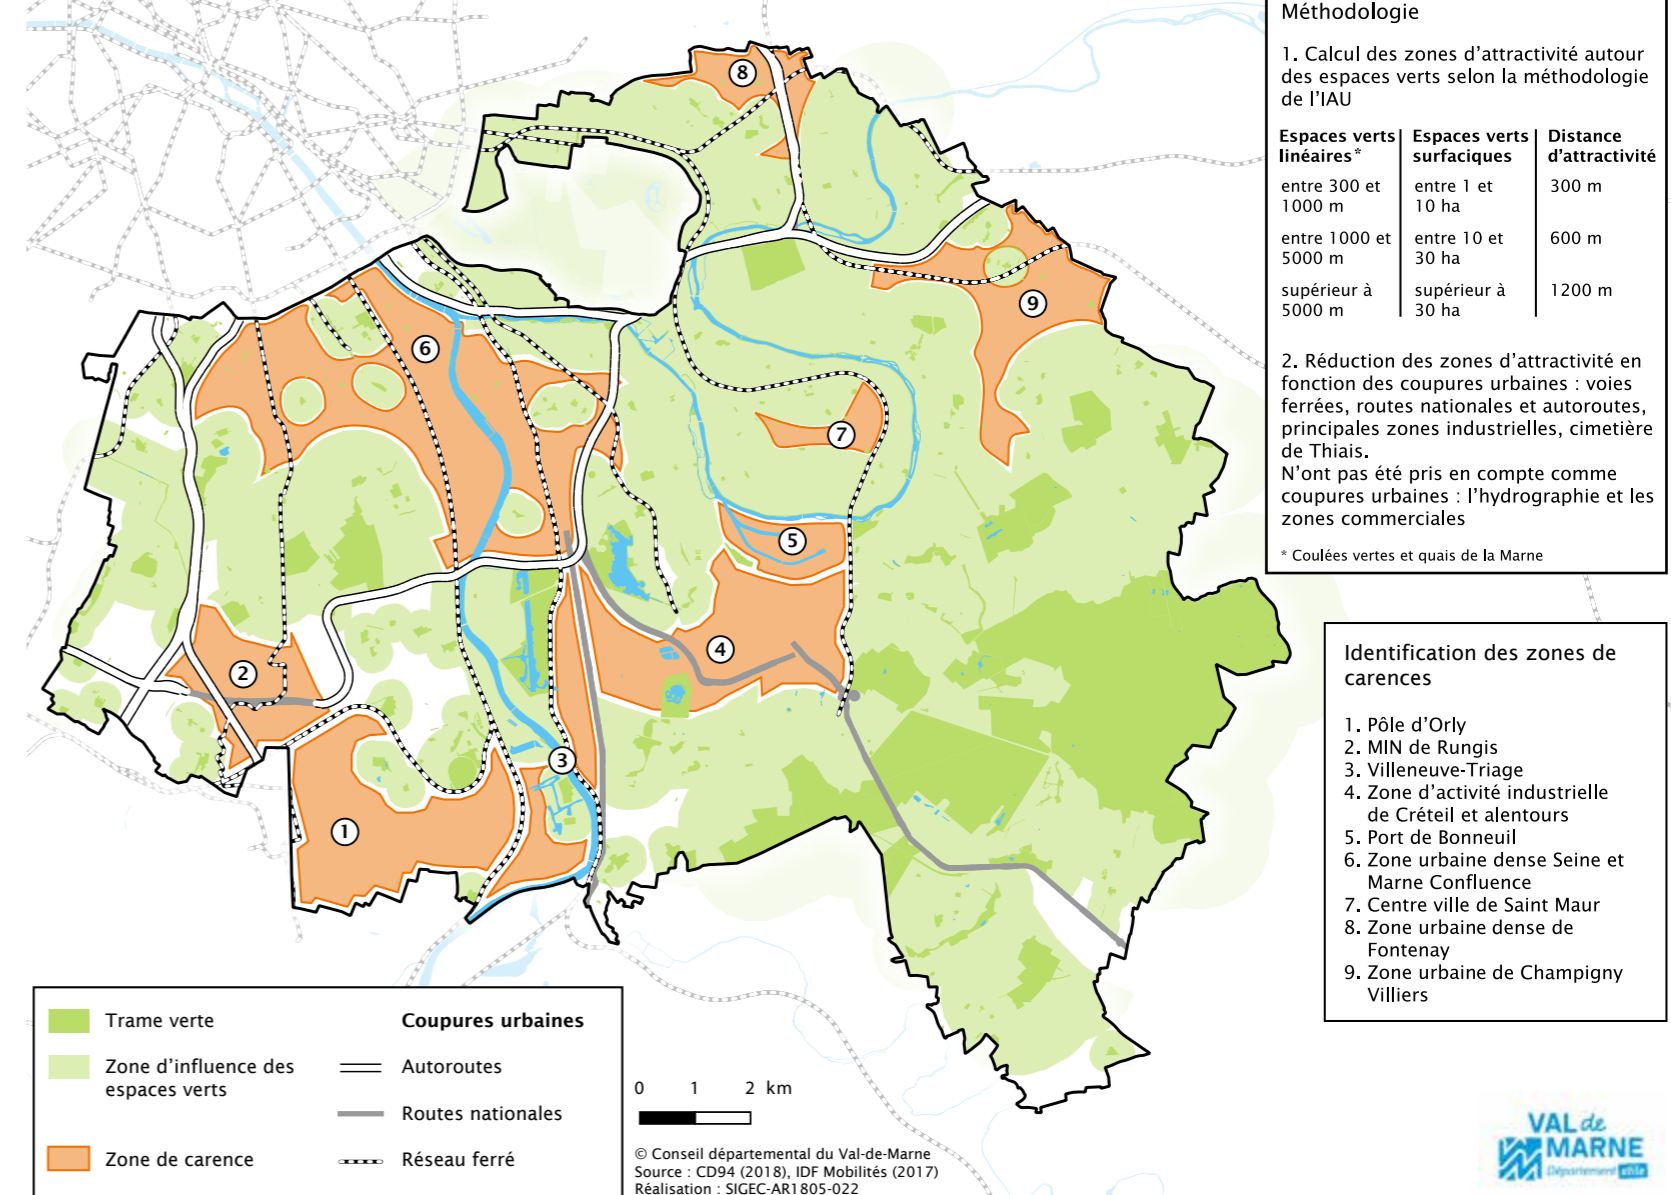 Méthodologie
1. Calcul des zones d'attractivité autour
des espaces verts selon la méthodologie
de l'IAU
Espaces verts linéaires* | Espaces verts surfaciques | Distance d'attractivité
entre 300 et 1000 m | entre 1 et 10 ha | 300 m
entre 1000 et 5000 m | entre 10 et 30 ha | 600 m
supérieur à 5000 m | supérieur à 30 ha | 1200 m
2. Réduction des zones d'attractivité en
fonction des coupures urbaines : voies
ferrées, routes nationales et autoroutes,
principales zones industrielles, cimetière
de Thiais.
N'ont pas été pris en compte comme
coupures urbaines : l'hydrographie et les
zones commerciales
* Coulées vertes et quais de la Marne
8
9
6
7
5
4
2
3
1
Identification des zones de
carences
1. Pôle d'Orly
2. MIN de Rungis
3. Villeneuve-Triage
4. Zone d'activité industrielle
de Créteil et alentours
5. Port de Bonneuil
6. Zone urbaine dense Seine et
Marne Confluence
7. Centre ville de Saint Maur
8. Zone urbaine dense de
Fontenay
9. Zone urbaine de Champigny
Villiers
Trame verte
Zone d'influence des
espaces verts
Zone de carence
Coupures urbaines
Autoroutes
Routes nationales
Réseau ferré
0 1 2 km
© Conseil départemental du Val-de-Marne
Source : CD94 (2018), IDF Mobilités (2017)
Réalisation : SIGEC-AR1805-022
VAL de
MARNE
Département utile